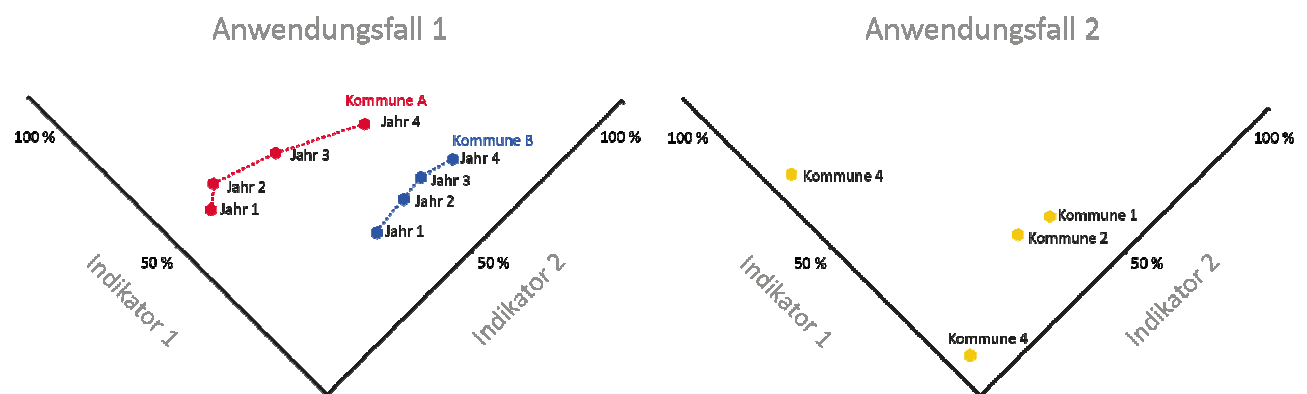 Anwendungsfall 1
Kommune A
Jahr 4
100 %
100 %
Kommune B
Jahr 4
Jahr 3
Jahr 3
Jahr 2
Jahr 2
Jahr 1
Jahr 1
50 %
50 %
Indikator 1
Indikator 2
Anwendungsfall 2
100 %
100 %
Kommune 4
Kommune 1
Kommune 2
50 %
50 %
Indikator 1
Indikator 2
Kommune 4